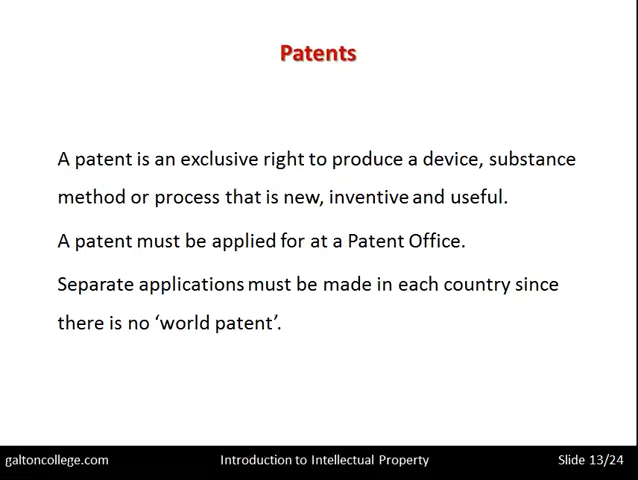 Patents
A patent is an exclusive right to produce a device, substance
method or process that is new, inventive and useful.
A patent must be applied for at a Patent Office.
Separate applications must be made in each country since
there is no ‘world patent’.
galtoncollege.com
Introduction to Intellectual Property
Slide 13/24